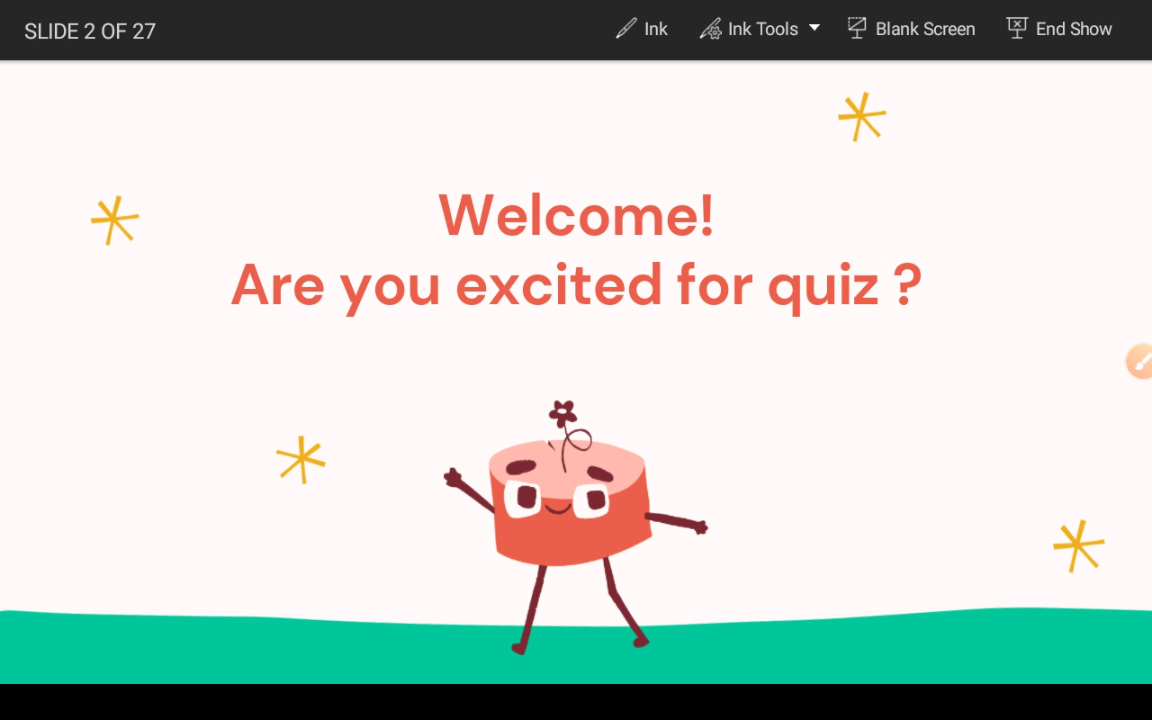 SLIDE 2 OF 27
Ink
Ink Tools
Blank Screen
End Show
Welcome!
Are you excited for quiz ?